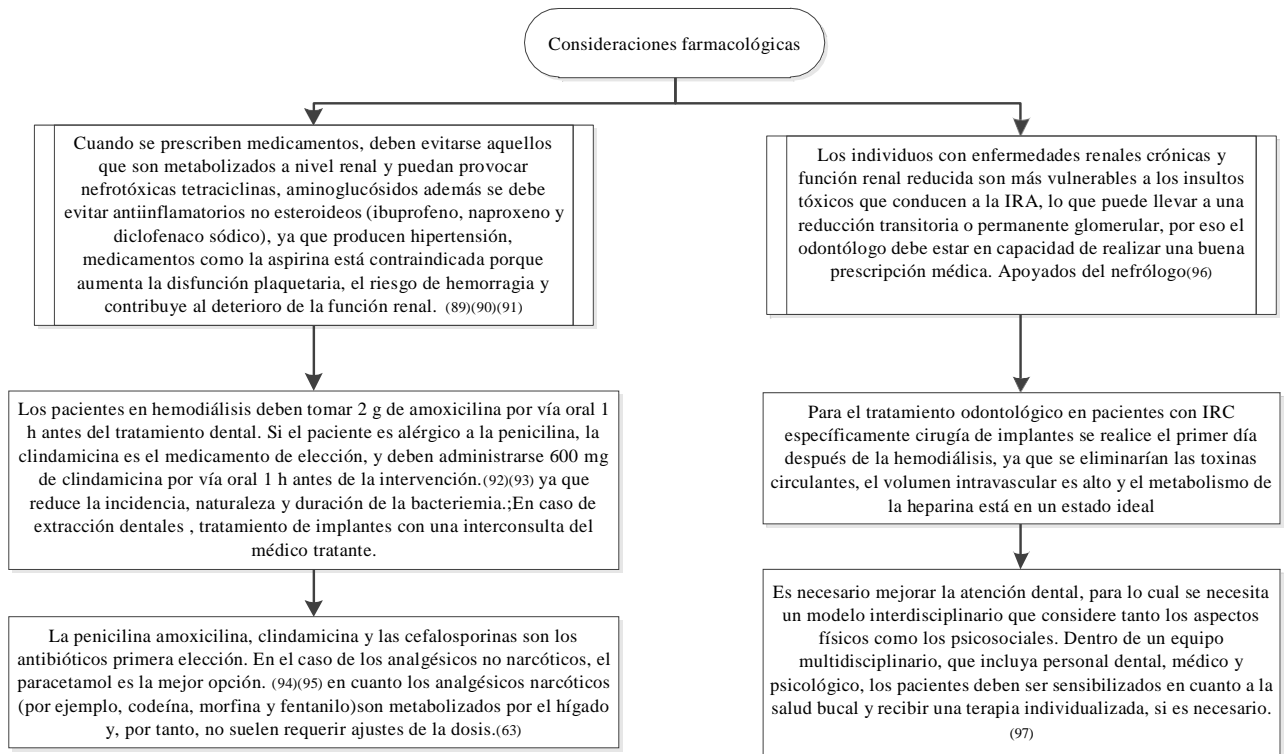 Consideraciones farmacológicas
Cuando se prescriben medicamentos, deben evitarse aquellos
que son metabolizados a nivel renal y puedan provocar
nefrotóxicas tetraciclinas, aminoglucósidos además se debe
evitar antiinflamatorios no esteroideos (ibuprofeno, naproxeno y
diclofenaco sódico), ya que producen hipertensión,
medicamentos como la aspirina está contraindicada porque
aumenta la disfunción plaquetaria, el riesgo de hemorragia y
contribuye al deterioro de la función renal. (89)(90)(91)
Los pacientes en hemodiálisis deben tomar 2 g de amoxicilina por vía oral 1
h antes del tratamiento dental. Si el paciente es alérgico a la penicilina, la
clindamicina es el medicamento de elección, y deben administrarse 600 mg
de clindamicina por vía oral 1 h antes de la intervención.(92)(93) ya que
reduce la incidencia, naturaleza y duración de la bacteriemia.;En caso de
extracción dentales , tratamiento de implantes con una interconsulta del
médico tratante.
La penicilina amoxicilina, clindamicina y las cefalosporinas son los
antibióticos primera elección. En el caso de los analgésicos no narcóticos, el
paracetamol es la mejor opción. (94)(95) en cuanto los analgésicos narcóticos
(por ejemplo, codeína, morfina y fentanilo)son metabolizados por el hígado
y, por tanto, no suelen requerir ajustes de la dosis.(63)
Los individuos con enfermedades renales crónicas y
función renal reducida son más vulnerables a los insultos
tóxicos que conducen a la IRA, lo que puede llevar a una
reducción transitoria o permanente glomerular, por eso el
odontólogo debe estar en capacidad de realizar una buena
prescripción médica. Apoyados del nefrólogo(96)
Para el tratamiento odontológico en pacientes con IRC
específicamente cirugía de implantes se realice el primer día
después de la hemodiálisis, ya que se eliminarían las toxinas
circulantes, el volumen intravascular es alto y el metabolismo de
la heparina está en un estado ideal
Es necesario mejorar la atención dental, para lo cual se necesita
un modelo interdisciplinario que considere tanto los aspectos
físicos como los psicosociales. Dentro de un equipo
multidisciplinario, que incluya personal dental, médico y
psicológico, los pacientes deben ser sensibilizados en cuanto a la
salud bucal y recibir una terapia individualizada, si es necesario.
(97)